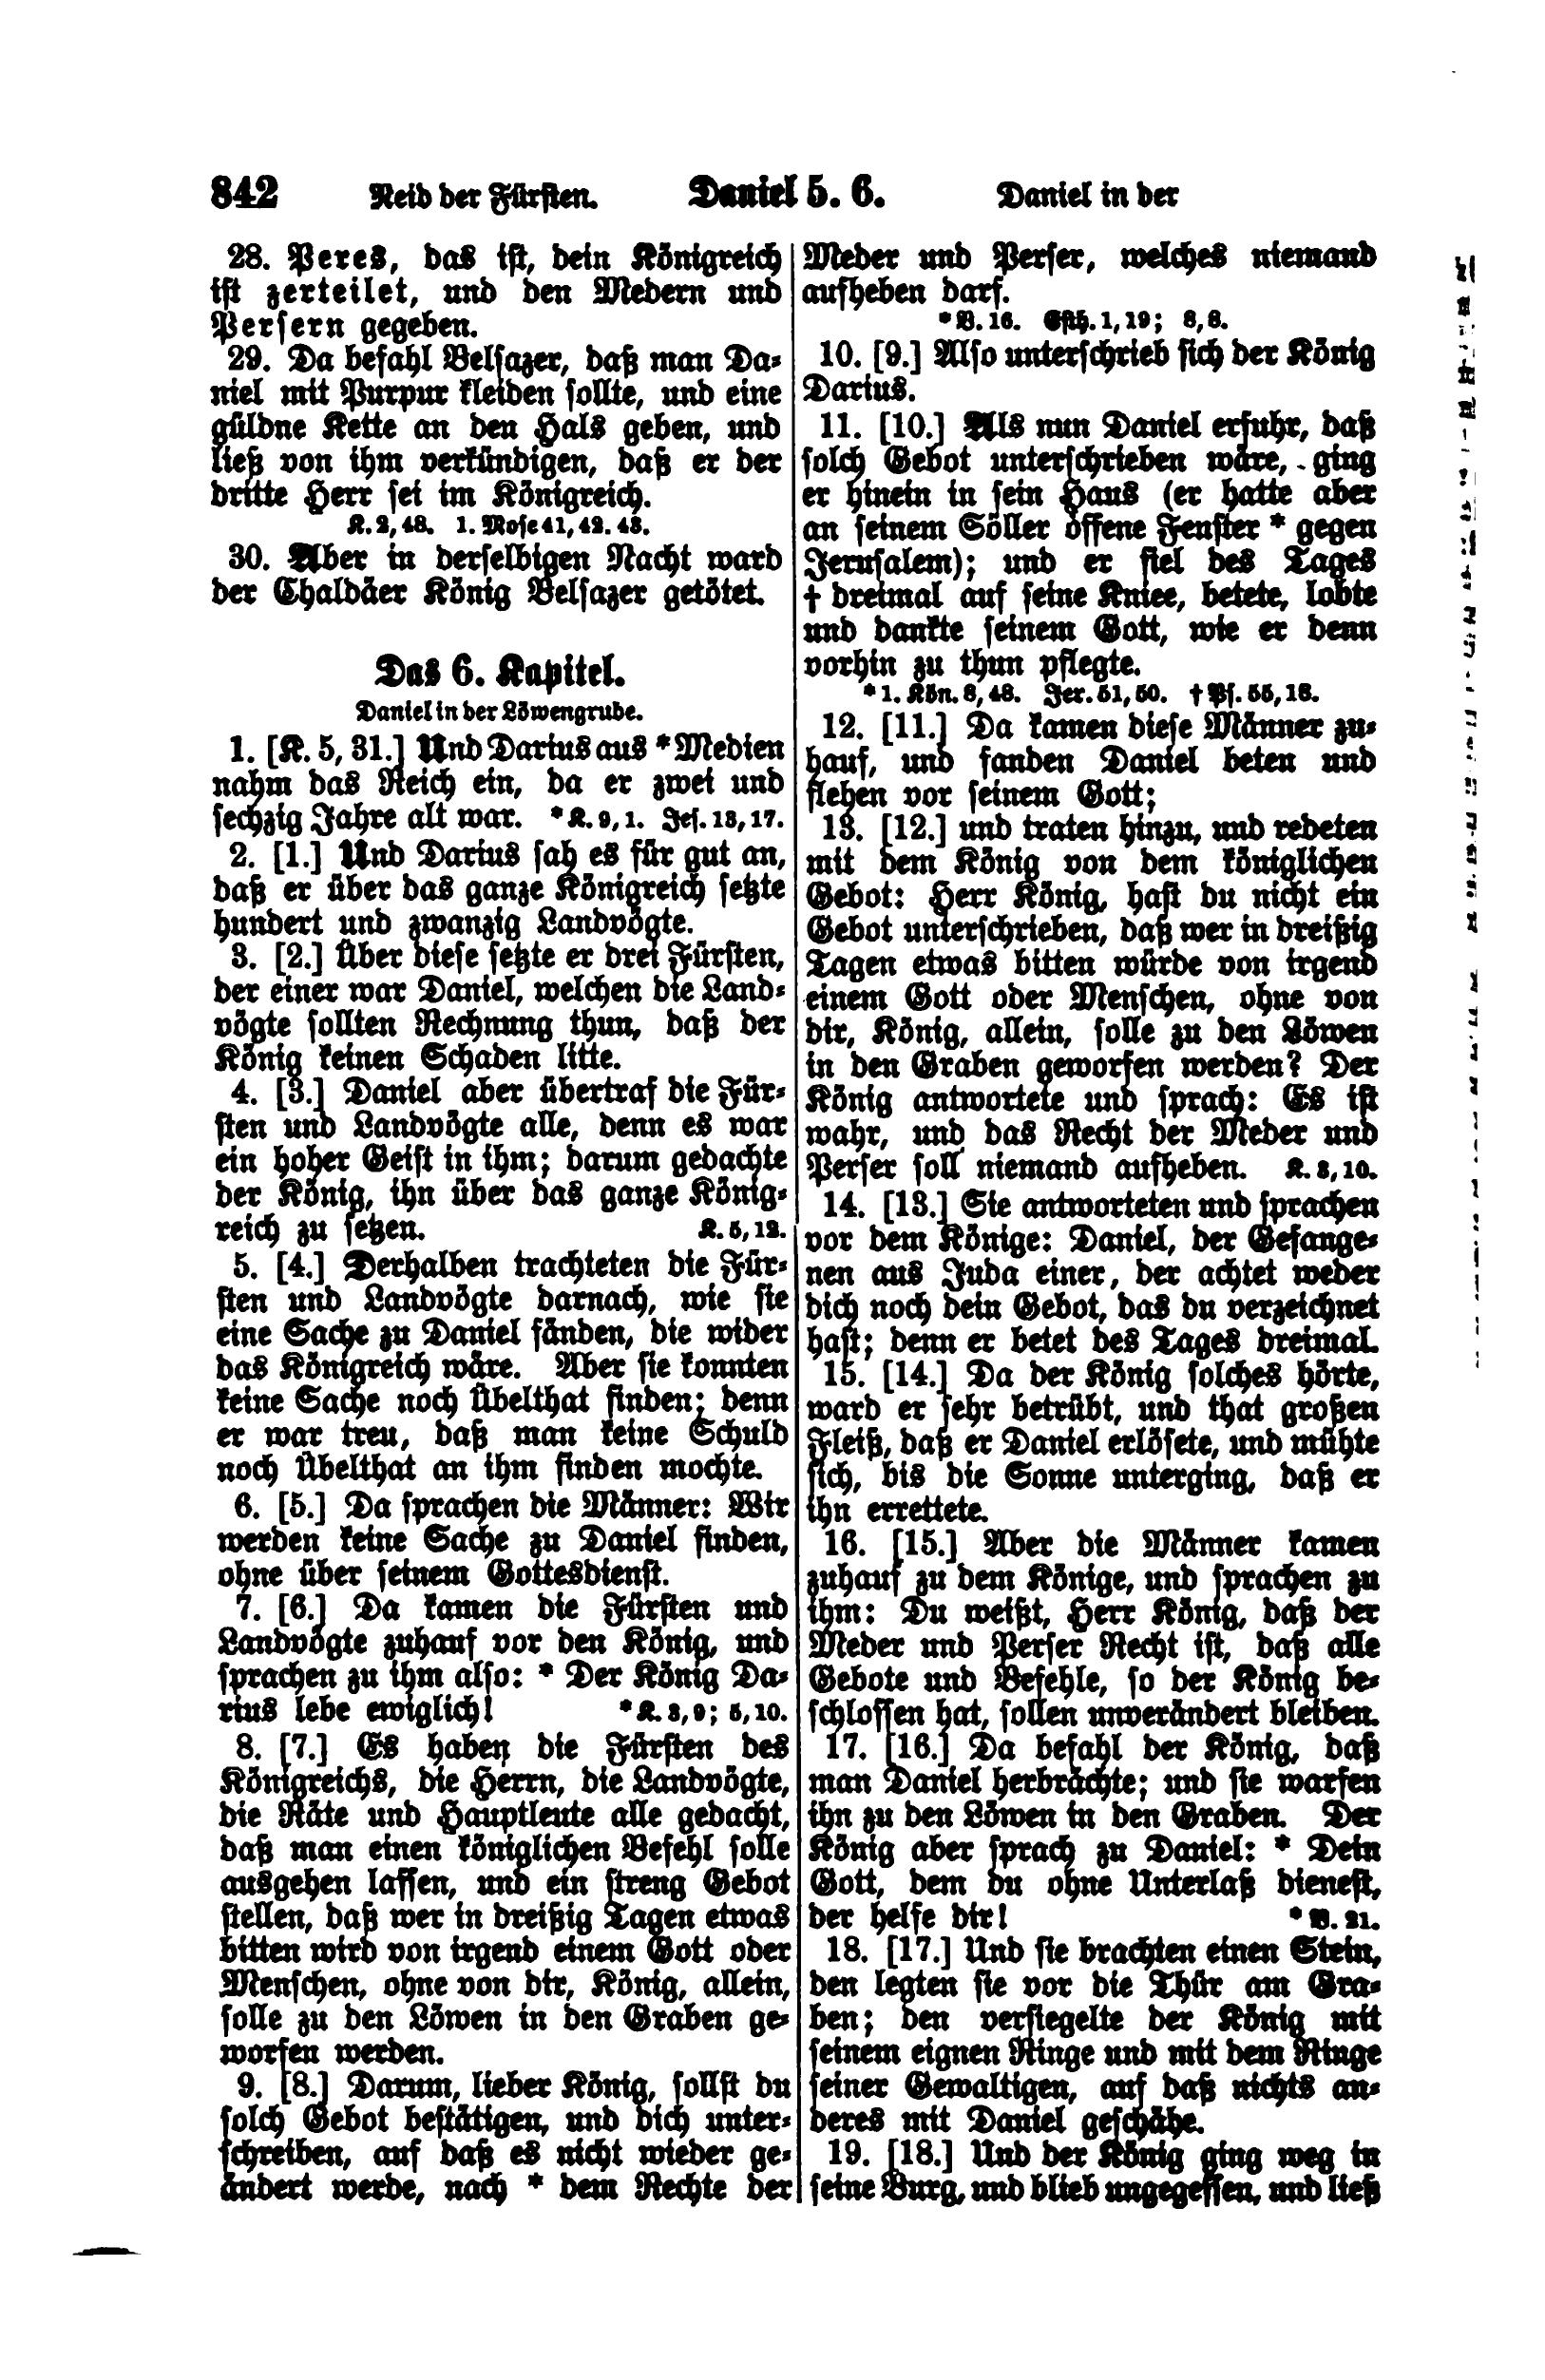 842 Neid der Fürsten. Daniel 5. 6. Daniel in der
28. Peres, das ist, dein Königreich
ist zerteilet, und den Medern und
Persern gegeben.
29. Da befahl Belsazer, daß man Da-
niel mit Purpur kleiden sollte, und eine
güldne Kette an den Hals geben, und
ließ von ihm verkündigen, daß er der
dritte Herr sei im Königreich.
K. 2, 48. 1. Mose 41, 42. 43.
30. Aber in derselbigen Nacht ward
der Chaldäer König Belsazer getötet.
Das 6. Kapitel.
Daniel in der Löwengrube.
1. [K. 5, 31.] Und Darius aus * Medien
nahm das Reich ein, da er zwei und
sechzig Jahre alt war. * K. 9, 1. Jes. 13, 17.
2. [1.] Und Darius sah es für gut an,
daß er über das ganze Königreich setzte
hundert und zwanzig Landvögte.
3. [2.] Über diese setzte er drei Fürsten,
der einer war Daniel, welchen die Land-
vögte sollten Rechnung thun, daß der
König keinen Schaden litte.
4. [3.] Daniel aber übertraf die Für-
sten und Landvögte alle, denn es war
ein hoher Geist in ihm; darum gedachte
der König, ihn über das ganze König-
reich zu setzen. K. 5, 12.
5. [4.] Derhalben trachteten die Für-
sten und Landvögte darnach, wie sie
eine Sache zu Daniel fänden, die wider
das Königreich wäre. Aber sie konnten
keine Sache noch Übelthat finden; denn
er war treu, daß man keine Schuld
noch Übelthat an ihm finden mochte.
6. [5.] Da sprachen die Männer: Wir
werden keine Sache zu Daniel finden,
ohne über seinem Gottesdienst.
7. [6.] Da kamen die Fürsten und
Landvögte zuhauf vor den König, und
sprachen zu ihm also: * Der König Da-
rius lebe ewiglich! * K. 3, 9; 5, 10.
8. [7.] Es haben die Fürsten des
Königreichs, die Herrn, die Landvögte,
die Räte und Hauptleute alle gedacht,
daß man einen königlichen Befehl solle
ausgehen lassen, und ein streng Gebot
stellen, daß wer in dreißig Tagen etwas
bitten wird von irgend einem Gott oder
Menschen, ohne von dir, König, allein,
solle zu den Löwen in den Graben ge-
worfen werden.
9. [8.] Darum, lieber König, sollst du
solch Gebot bestätigen, und dich unter-
schreiben, auf daß es nicht wieder ge-
ändert werde, nach * dem Rechte der
Meder und Perser, welches niemand
aufheben darf.
* V. 16. Esth. 1, 19; 8, 8.
10. [9.] Also unterschrieb sich der König
Darius.
11. [10.] Als nun Daniel erfuhr, daß
solch Gebot unterschrieben wäre, ging
er hinein in sein Haus (er hatte aber
an seinem Söller offene Fenster * gegen
Jerusalem); und er fiel des Tages
† dreimal auf seine Kniee, betete, lobte
und dankte seinem Gott, wie er denn
vorhin zu thun pflegte.
* 1. Kön. 8, 48. Jer. 51, 50. † Ps. 55, 18.
12. [11.] Da kamen diese Männer zu-
hauf, und fanden Daniel beten und
flehen vor seinem Gott;
13. [12.] und traten hinzu, und redeten
mit dem König von dem königlichen
Gebot: Herr König, hast du nicht ein
Gebot unterschrieben, daß wer in dreißig
Tagen etwas bitten würde von irgend
einem Gott oder Menschen, ohne von
dir, König, allein, solle zu den Löwen
in den Graben geworfen werden? Der
König antwortete und sprach: Es ist
wahr, und das Recht der Meder und
Perser soll niemand aufheben. K. 8, 10.
14. [13.] Sie antworteten und sprachen
vor dem Könige: Daniel, der Gefange-
nen aus Juda einer, der achtet weder
dich noch dein Gebot, das du verzeichnet
hast; denn er betet des Tages dreimal.
15. [14.] Da der König solches hörte,
ward er sehr betrübt, und that großen
Fleiß, daß er Daniel erlösete, und mühte
sich, bis die Sonne unterging, daß er
ihn errettete.
16. [15.] Aber die Männer kamen
zuhauf zu dem Könige, und sprachen zu
ihm: Du weißt, Herr König, daß der
Meder und Perser Recht ist, daß alle
Gebote und Befehle, so der König be-
schlossen hat, sollen unverändert bleiben.
17. [16.] Da befahl der König, daß
man Daniel herbrächte; und sie warfen
ihn zu den Löwen in den Graben. Der
König aber sprach zu Daniel: * Dein
Gott, dem du ohne Unterlaß dienest,
der helfe dir! * V. 21.
18. [17.] Und sie brachten einen Stein,
den legten sie vor die Thür am Gra-
ben; den versiegelte der König mit
seinem eignen Ringe und mit dem Ringe
seiner Gewaltigen, auf daß nichts an-
deres mit Daniel geschähe.
19. [18.] Und der König ging weg in
seine Burg, und blieb ungegessen, und ließ